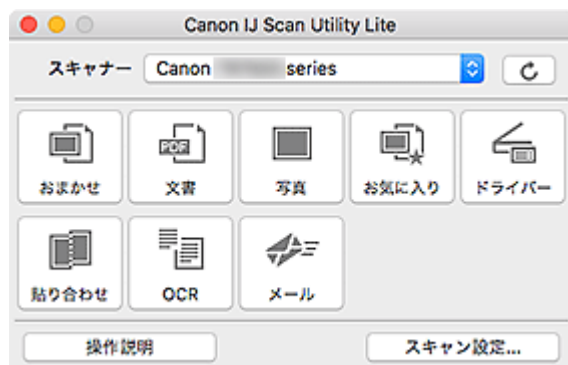 Canon IJ Scan Utility Lite
スキャナー Canon series
PDF
おまかせ 文書 写真 お気に入り ドライバー
貼り合わせ OCR メール
操作説明 スキャン設定...